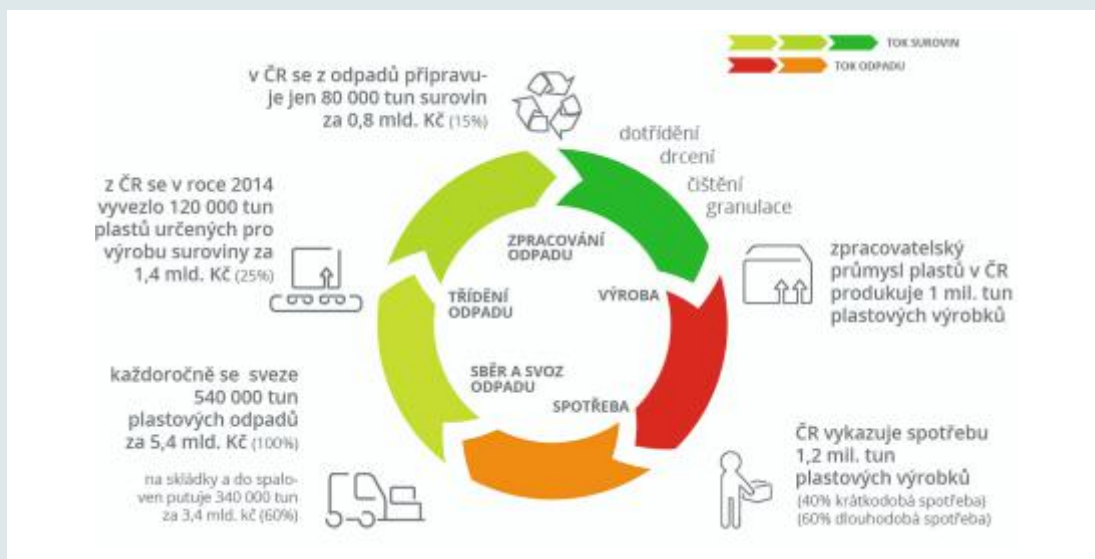 TOK SUROVIN
TOK ODPADU
v ČR se z odpadů připravu-
je jen 80 000 tun surovin
za 0,8 mld. Kč (15%)
dotřídění
drcení
čištění
granulace
z ČR se v roce 2014
vyvezlo 120 000 tun
plastů určených pro
výrobu suroviny za
1,4 mld. Kč (25%)
ZPRACOVÁNÍ
ODPADU
TŘÍDĚNÍ
ODPADU
VÝROBA
zpracovatelský
průmysl plastů v ČR
produkuje 1 mil. tun
plastových výrobků
SBĚR A SVOZ
ODPADU
SPOTŘEBA
každoročně se sveze
540 000 tun
plastových odpadů
za 5,4 mld. Kč (100%)
na skládky a do spalo-
ven putuje 340 000 tun
za 3,4 mld. kč (60%)
ČR vykazuje spotřebu
1,2 mil. tun
plastových výrobků
(40% krátkodobá spotřeba)
(60% dlouhodobá spotřeba)